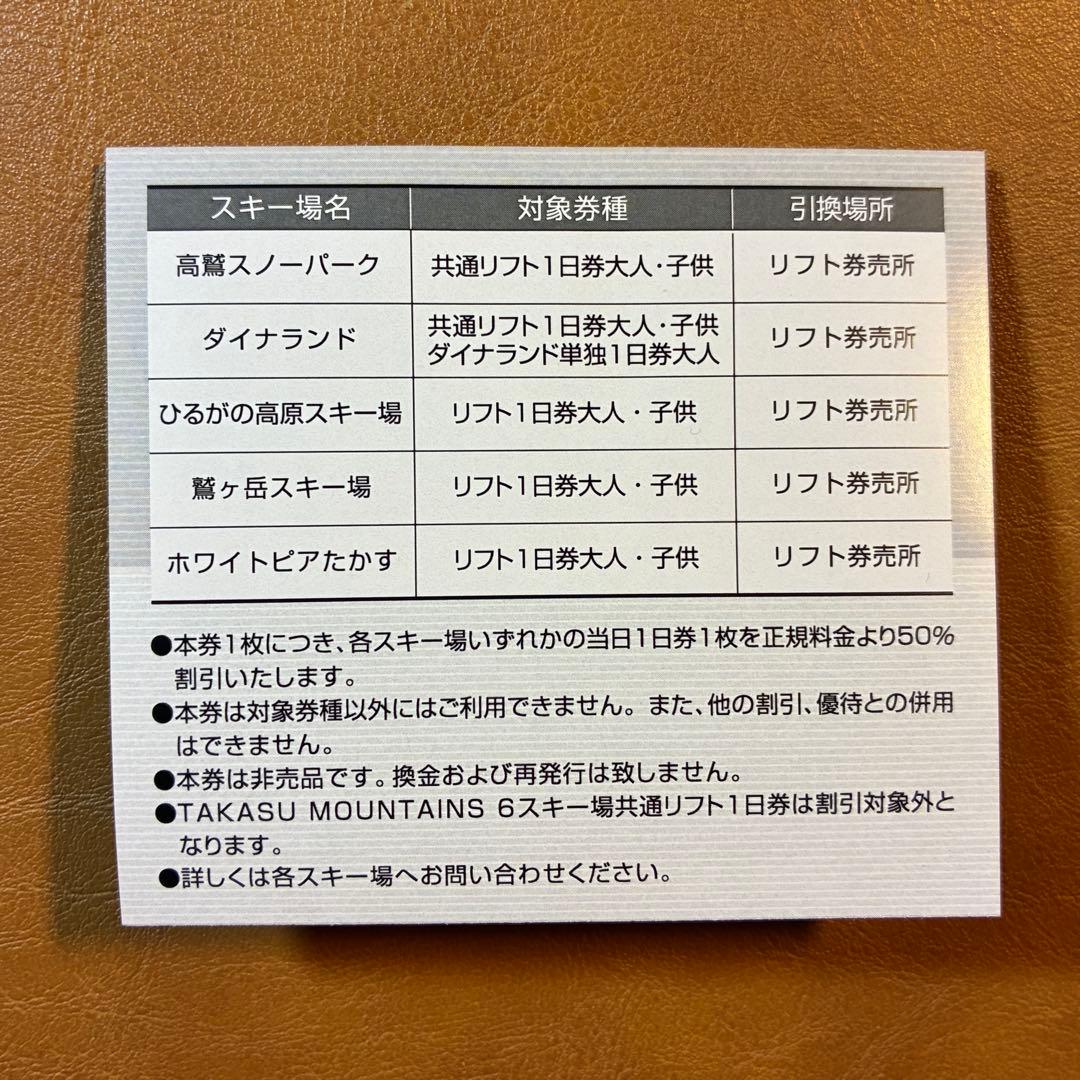 スキー場名 対象券種 引換場所
高鷲スノーパーク 共通リフト1日券大人・子供 リフト券売所
ダイナランド 共通リフト1日券大人・子供 リフト券売所
ダイナランド単独1日券大人
ひるがの高原スキー場 リフト1日券大人・子供 リフト券売所
鷲ヶ岳スキー場 リフト1日券大人・子供 リフト券売所
ホワイトピアたかす リフト1日券大人・子供 リフト券売所
●本券1枚につき、各スキー場いずれかの当日1日券1枚を正規料金より50%
割引いたします。
●本券は対象券種以外にはご利用できません。また、他の割引、優待との併用
はできません。
●本券は非売品です。換金および再発行は致しません。
●TAKASU MOUNTAINS 6スキー場共通リフト1日券は割引対象外と
なります。
●詳しくは各スキー場へお問い合わせください。